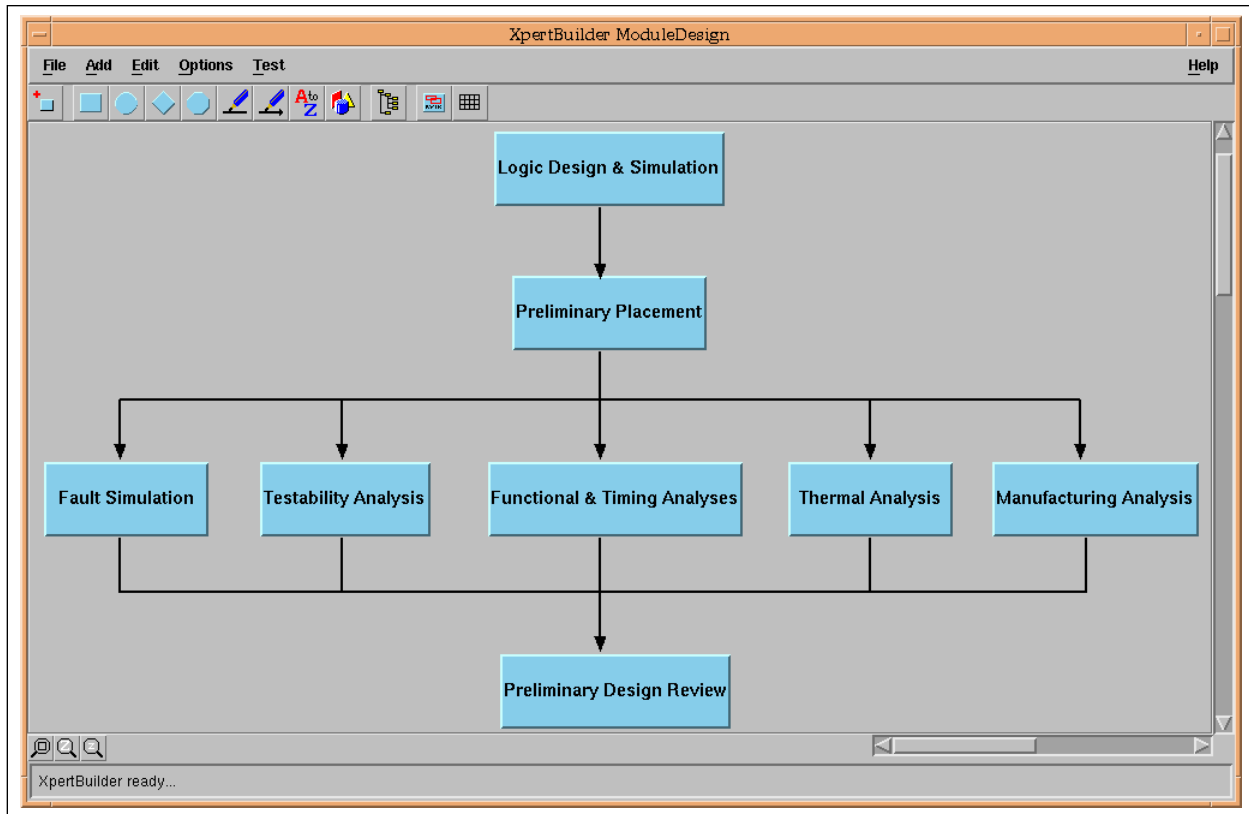 XpertBuilder ModuleDesign
File Add Edit Options Test Help
A to Z
Logic Design & Simulation
Preliminary Placement
Fault Simulation
Testability Analysis
Functional & Timing Analyses
Thermal Analysis
Manufacturing Analysis
Preliminary Design Review
XpertBuilder ready...